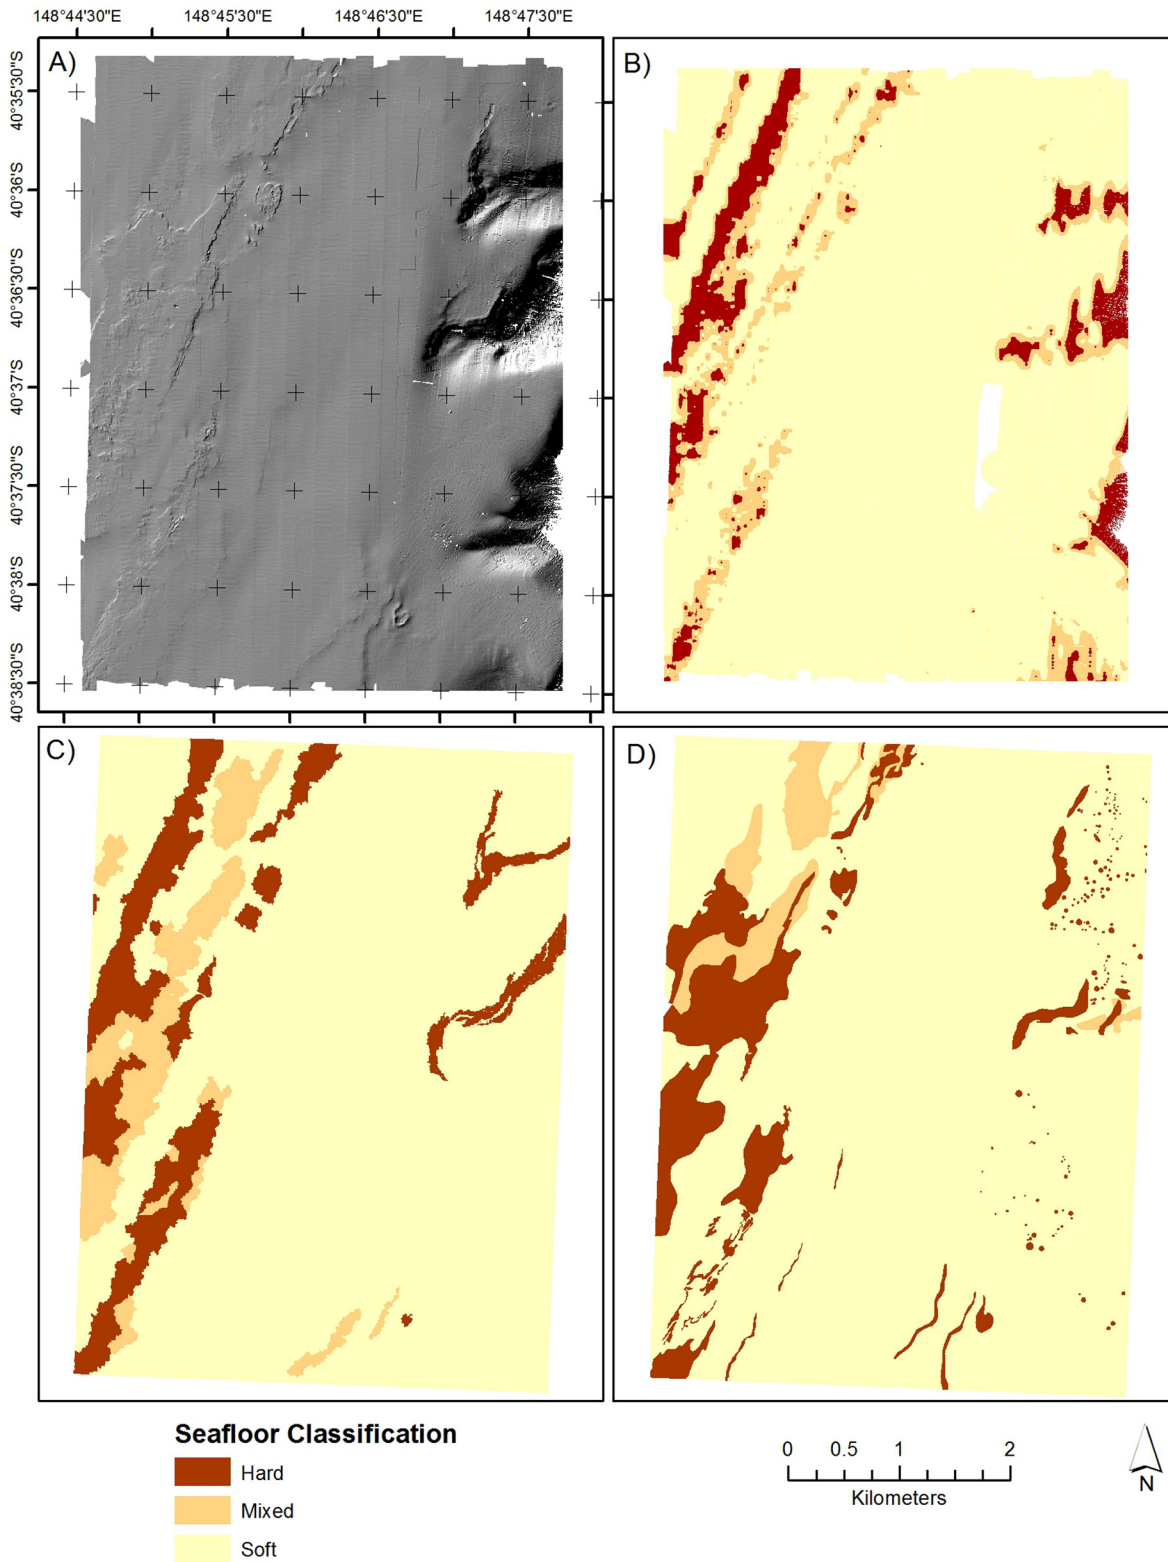 148°44'30"E 148°45'30"E 148°46'30"E 148°47'30"E
A)
B)
40°35'30"S
40°36'S
40°36'30"S
40°37'S
40°37'30"S
40°38'S
40°38'30"S
C)
D)
Seafloor Classification
Hard
Mixed
Soft
0 0.5 1 2
Kilometers
N